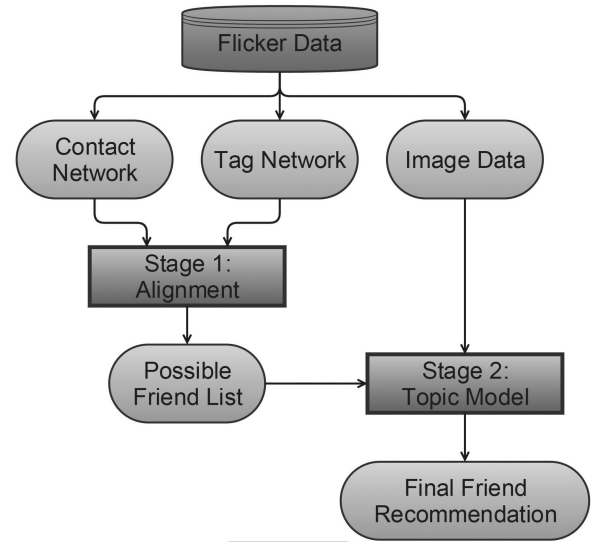 Flicker Data
Contact
Network
Tag Network
Image Data
Stage 1:
Alignment
Possible
Friend List
Stage 2:
Topic Model
Final Friend
Recommendation